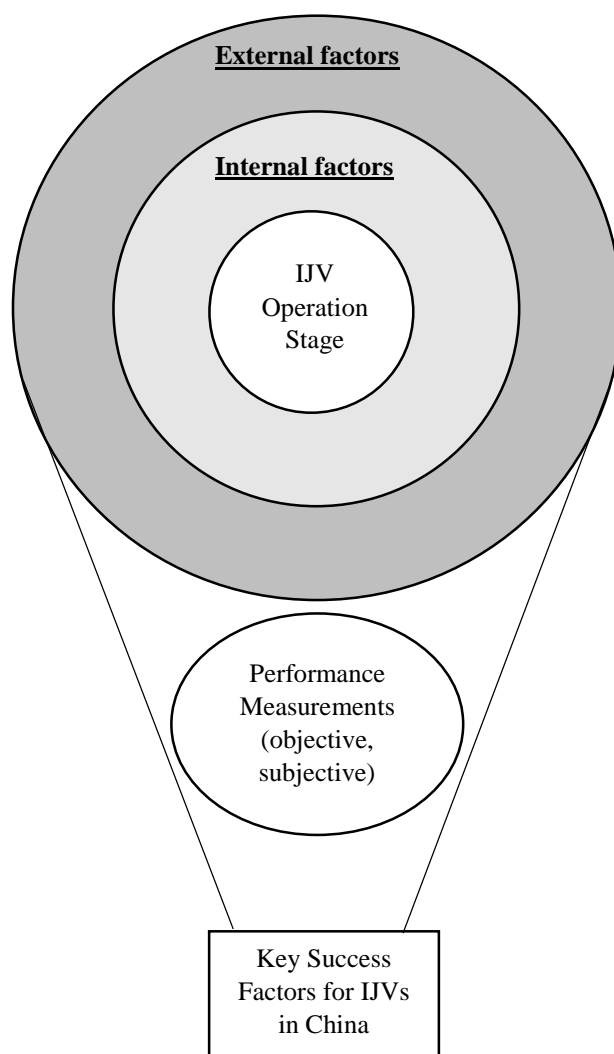 External factors
Internal factors
IJV
Operation
Stage
Performance
Measurements
(objective,
subjective)
Key Success
Factors for IJVs
in China